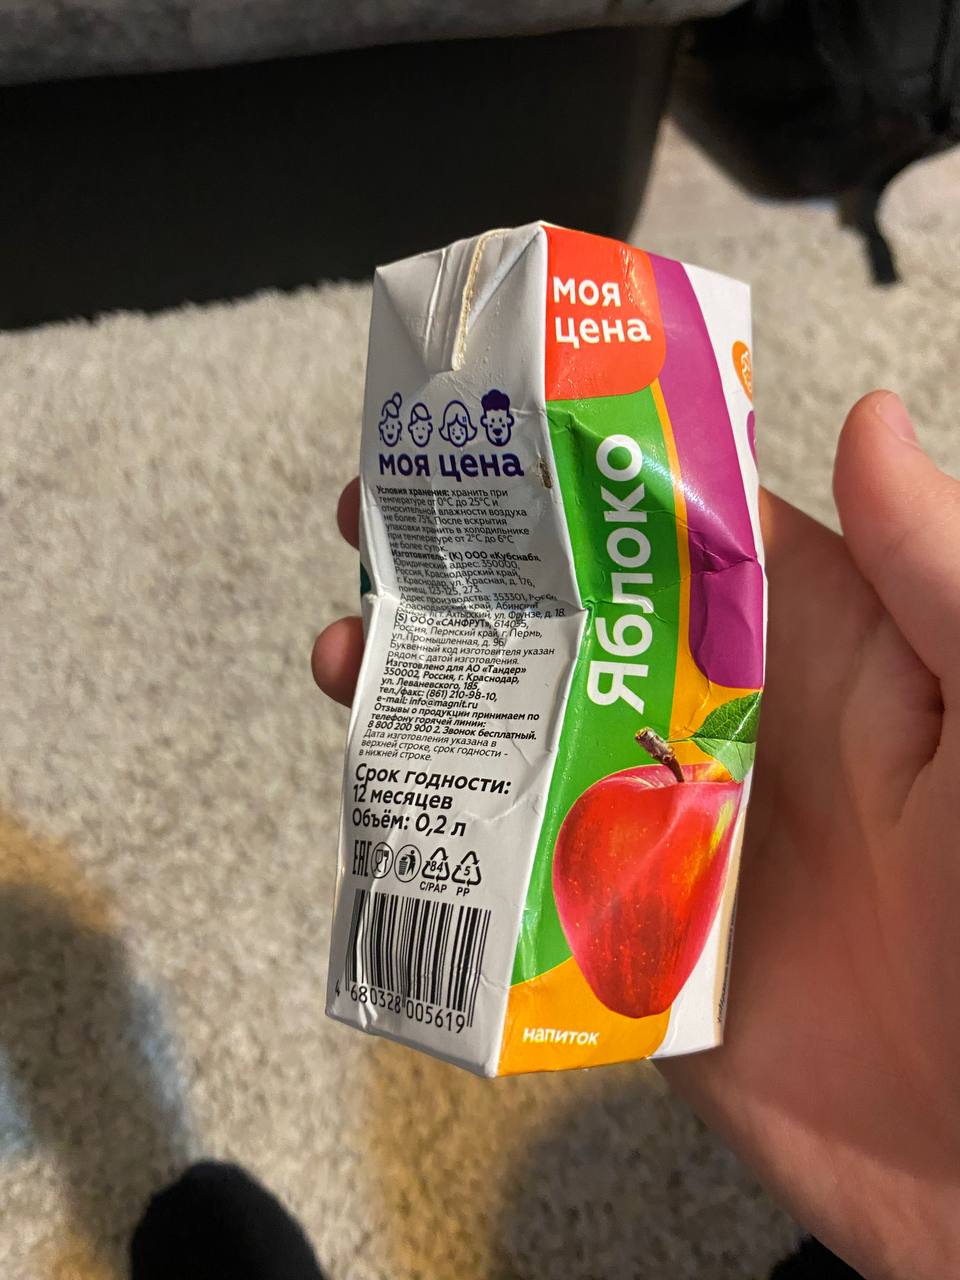 моя цена
Условия хранения: хранить при
температуре от 0°C до 25°C и
относительной влажности воздуха
не более 75%. После вскрытия
упаковки хранить в холодильнике
при температуре от 2°C до 6°C
не более суток.
Изготовитель: (К) ООО «Кубснаб»,
Юридический адрес: 350000,
Россия, Краснодарский край,
г. Краснодар, ул. Красная, д. 176,
помещ. 123-125, 273.
Адрес производства: 353301,
Краснодарский край, Абинский
пгт. Ахтырский, ул. Фрунзе, д. 18.
(S) ООО «САНФРУТ», 614055,
Россия, Пермский край, г. Пермь,
ул. Промышленная, д. 96.
Буквенный код изготовителя указан
рядом с датой изготовления.
Изготовлено для АО «Тандер»
350002, Россия, г. Краснодар,
ул. Леваневского, 185,
тел./факс: (861) 210-98-10,
e-mail: info@magnit.ru
Отзывы о продукции принимаем по
телефону горячей линии:
8 800 200 900 2. Звонок бесплатный.
Дата изготовления указана в
верхней строке, срок годности -
в нижней строке.
Срок годности:
12 месяцев
Объём: 0,2 л
EAC
84
5
C/PAP
PP
4 680328 005619
моя
цена
Яблоко
напиток